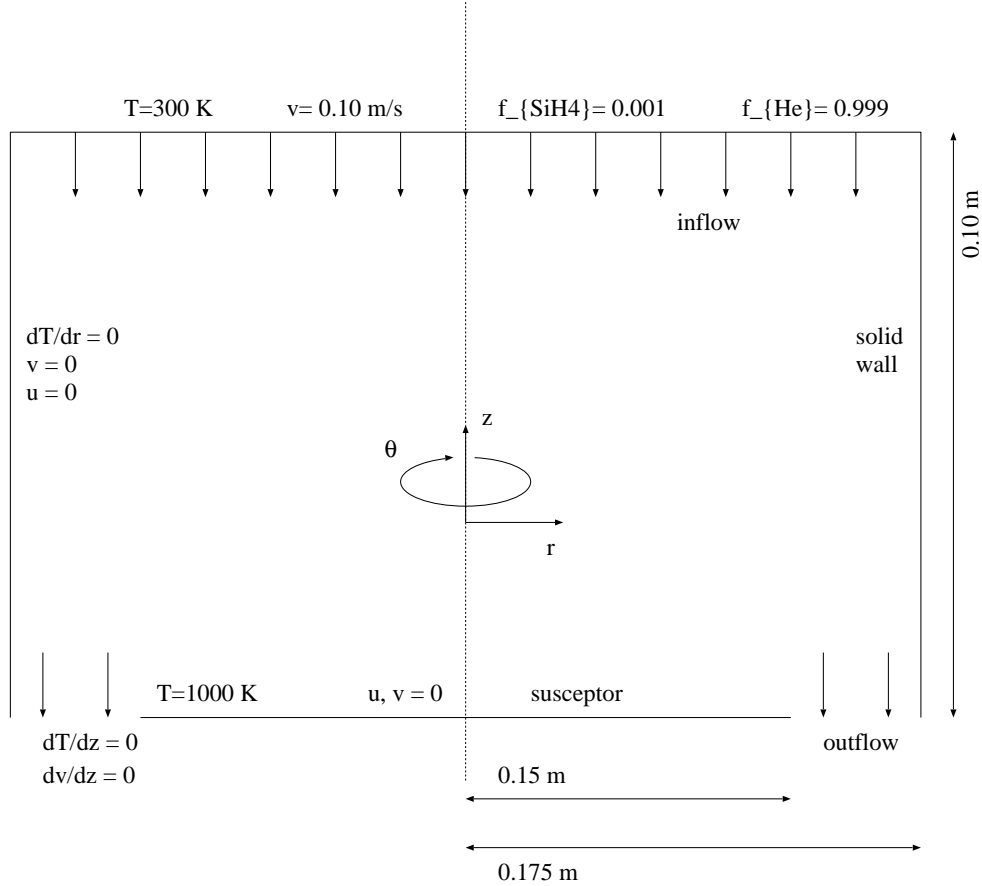 T=300 K v= 0.10 m/s f_{SiH4}= 0.001 f_{He}= 0.999
inflow
0.10 m
dT/dr = 0
v = 0
u = 0
solid
wall
z
θ
r
T=1000 K u, v = 0 susceptor
dT/dz = 0
dv/dz = 0
outflow
0.15 m
0.175 m